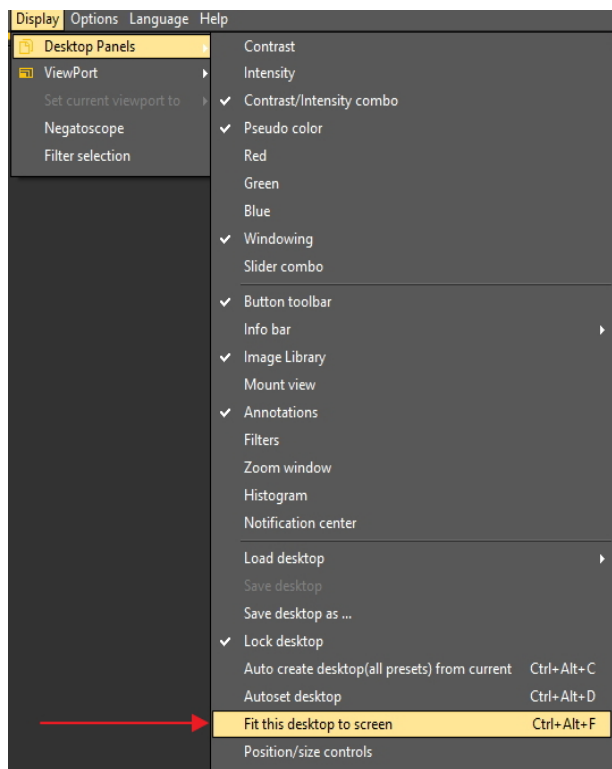 Display Options Language Help
Desktop Panels
ViewPort
Set current viewport to
Negatoscope
Filter selection
Contrast
Intensity
Contrast/Intensity combo
Pseudo color
Red
Green
Blue
Windowing
Slider combo
Button toolbar
Info bar
Image Library
Mount view
Annotations
Filters
Zoom window
Histogram
Notification center
Load desktop
Save desktop
Save desktop as ...
Lock desktop
Auto create desktop(all presets) from current Ctrl+Alt+C
Autoset desktop Ctrl+Alt+D
Fit this desktop to screen Ctrl+Alt+F
Position/size controls